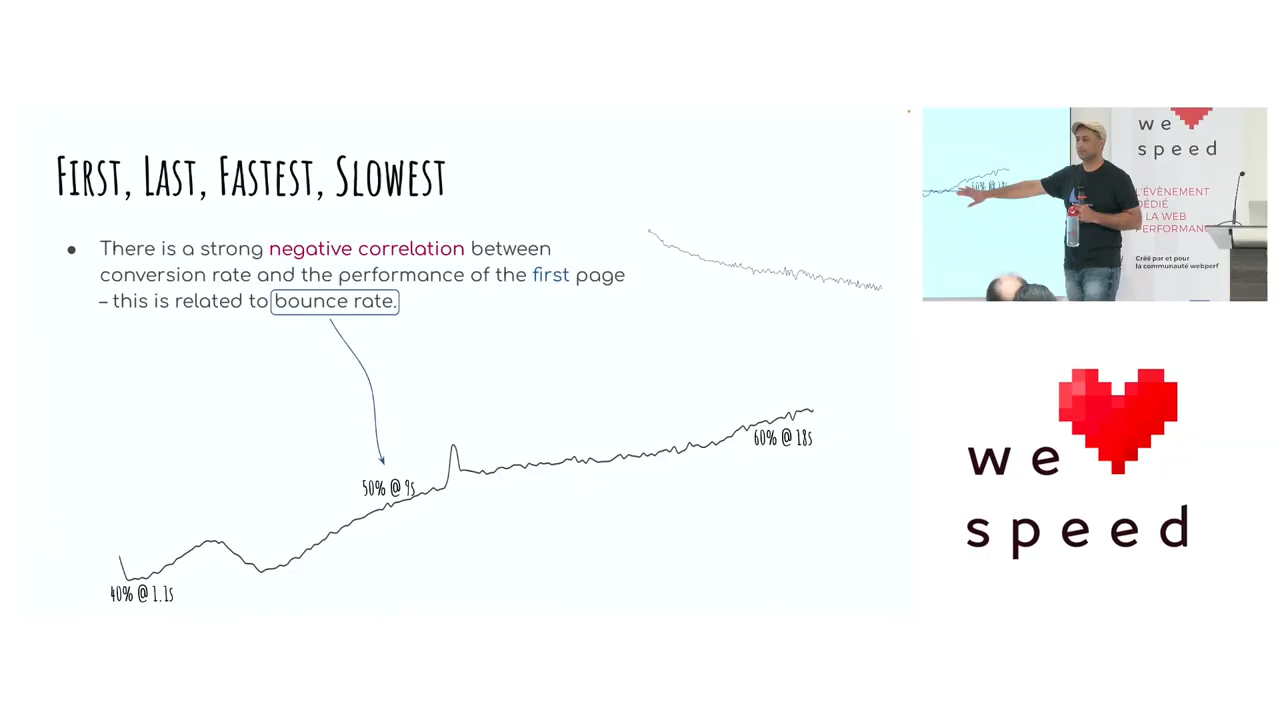 FIRST, LAST, FASTEST, SLOWEST
● There is a strong negative correlation between
conversion rate and the performance of the first page
– this is related to bounce rate.
50% @ 9s
60% @ 18s
40% @ 1.1s
we
speed
L'ÉVÈNEMENT
DÉDIÉ
LA WEB
PERFORMANC
Créé par et pour
la communauté webperf
we
speed